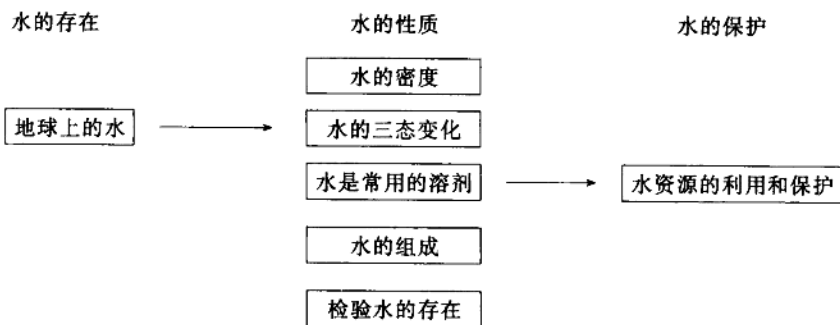 水的存在
水的性质
水的保护
水的密度
地球上的水
水的三态变化
水是常用的溶剂
水资源的利用和保护
水的组成
检验水的存在